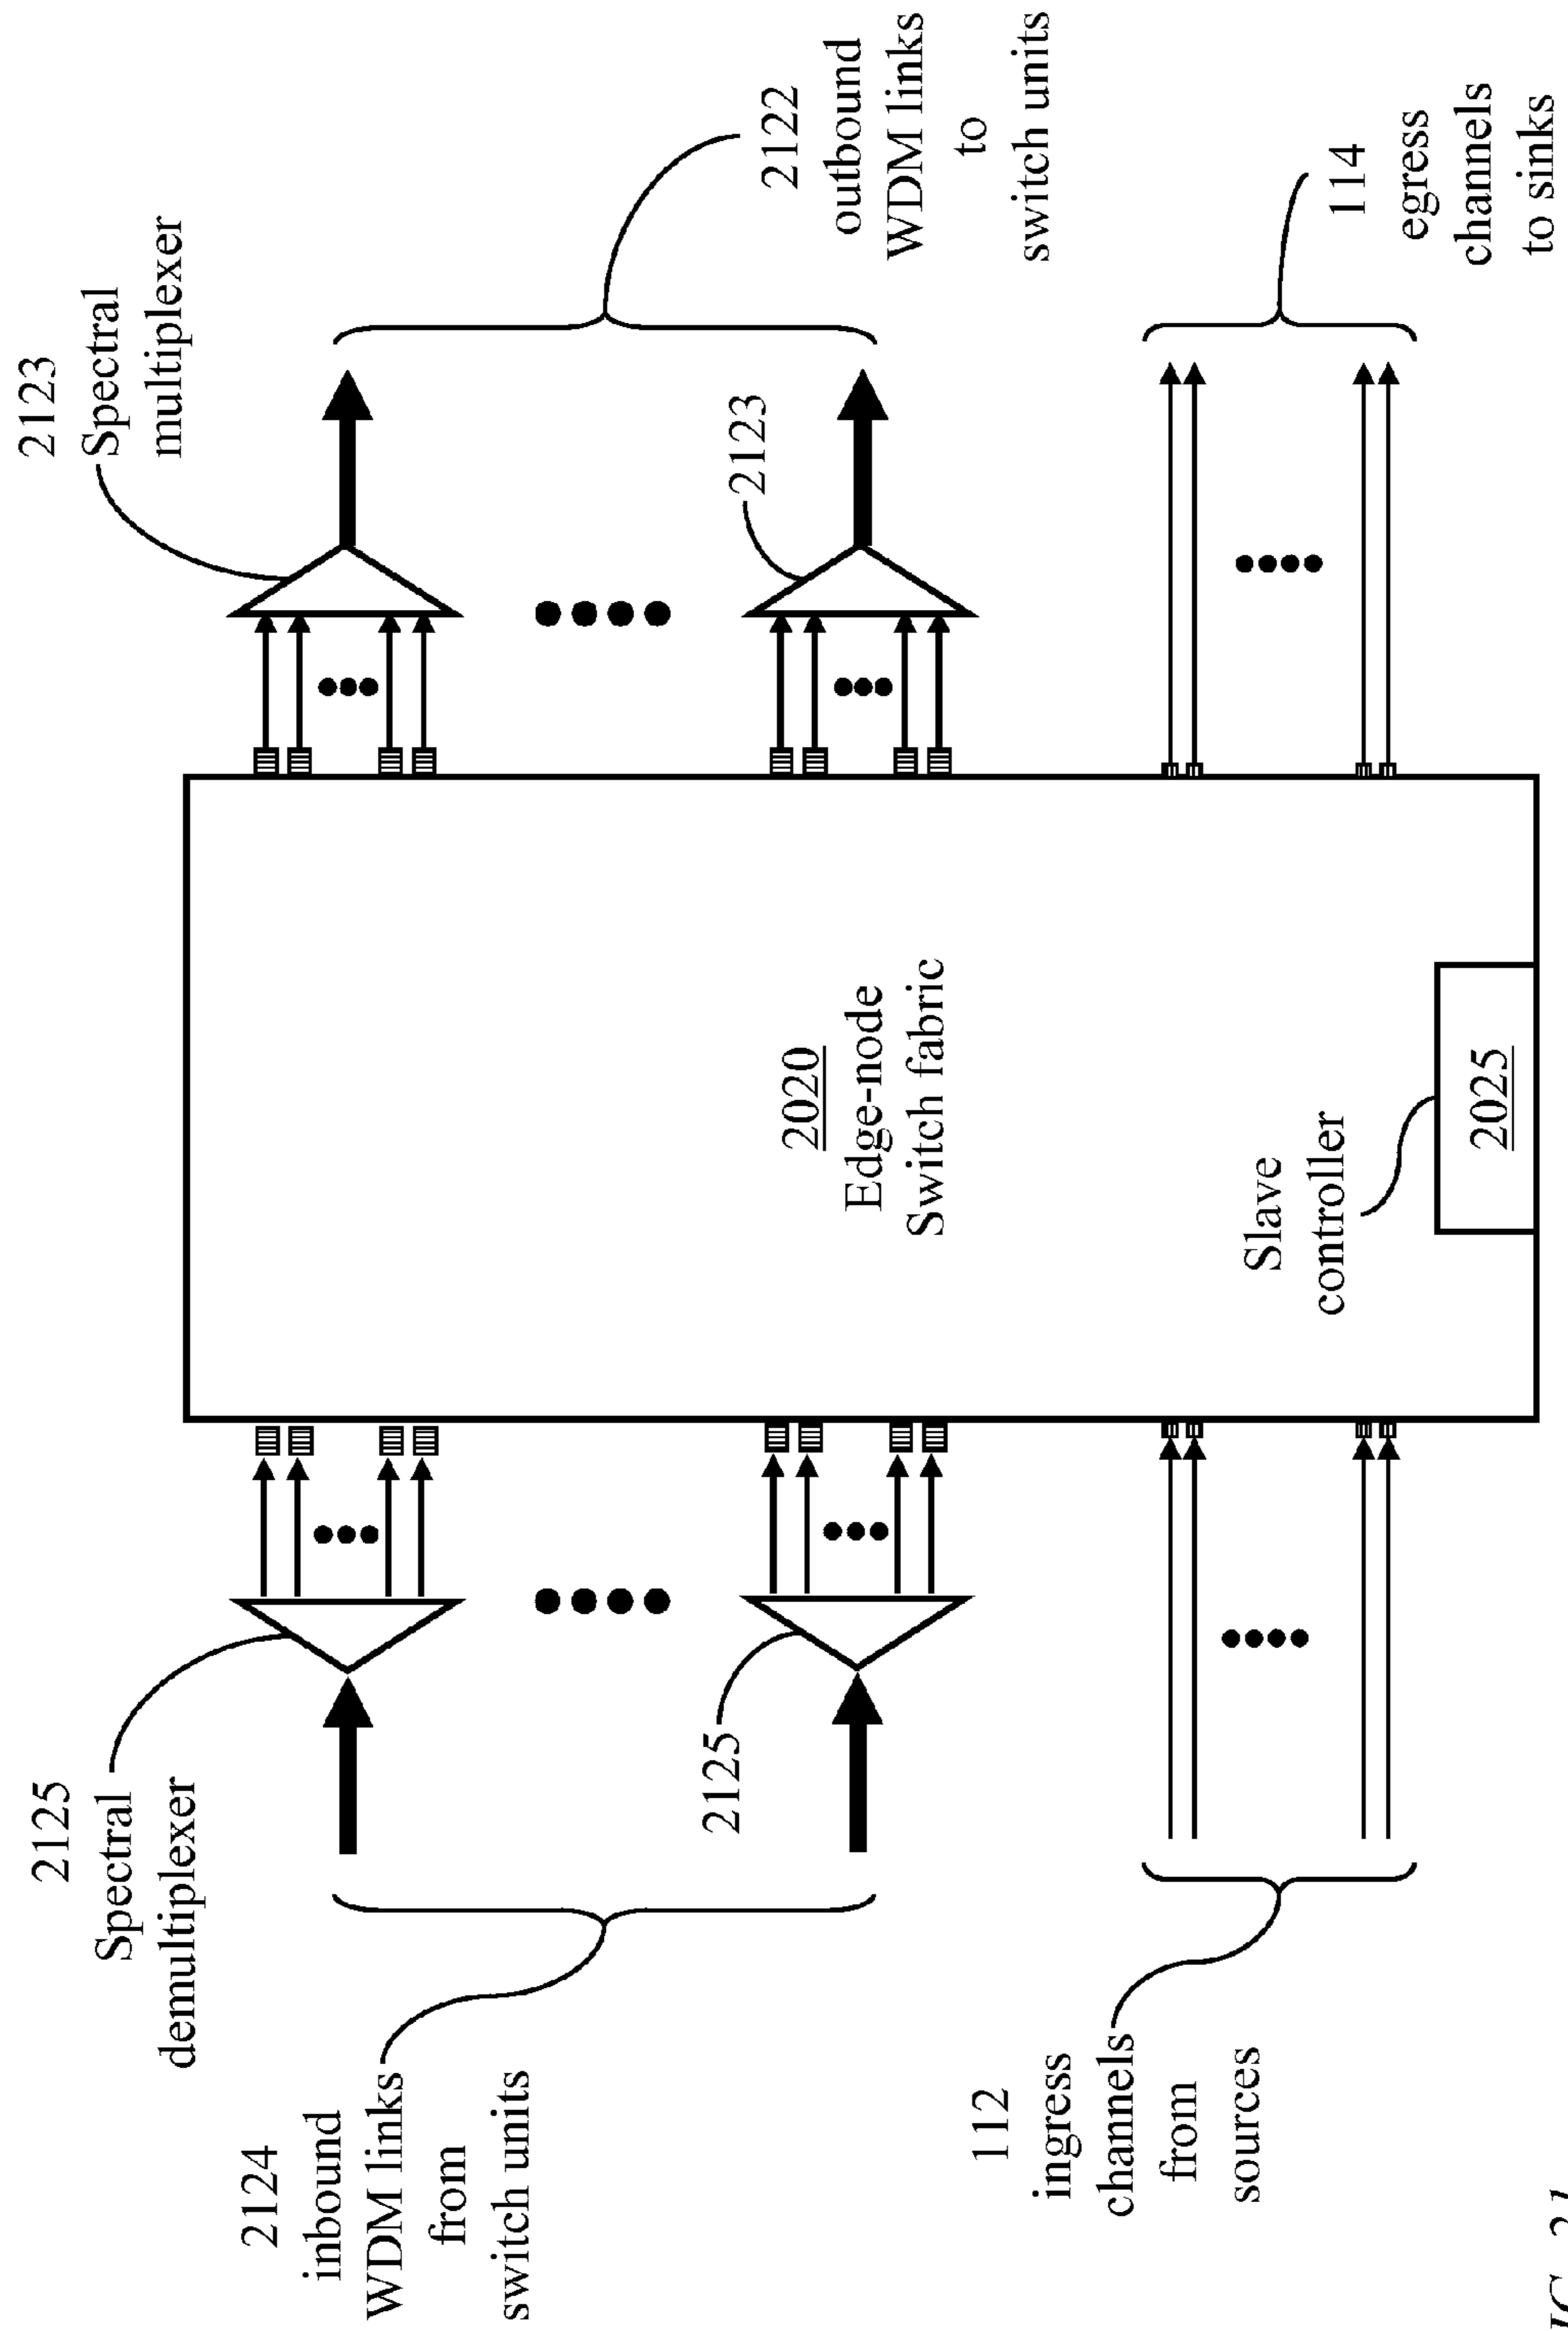 2125
Spectral
demultiplexer
2123
Spectral
multiplexer
2124
inbound
WDM links
from
switch units
2125
2123
2122
outbound
WDM links
to
switch units
2020
Edge-node
Switch fabric
112
ingress
channels
from
sources
Slave
controller
2025
114
egress
channels
to sinks